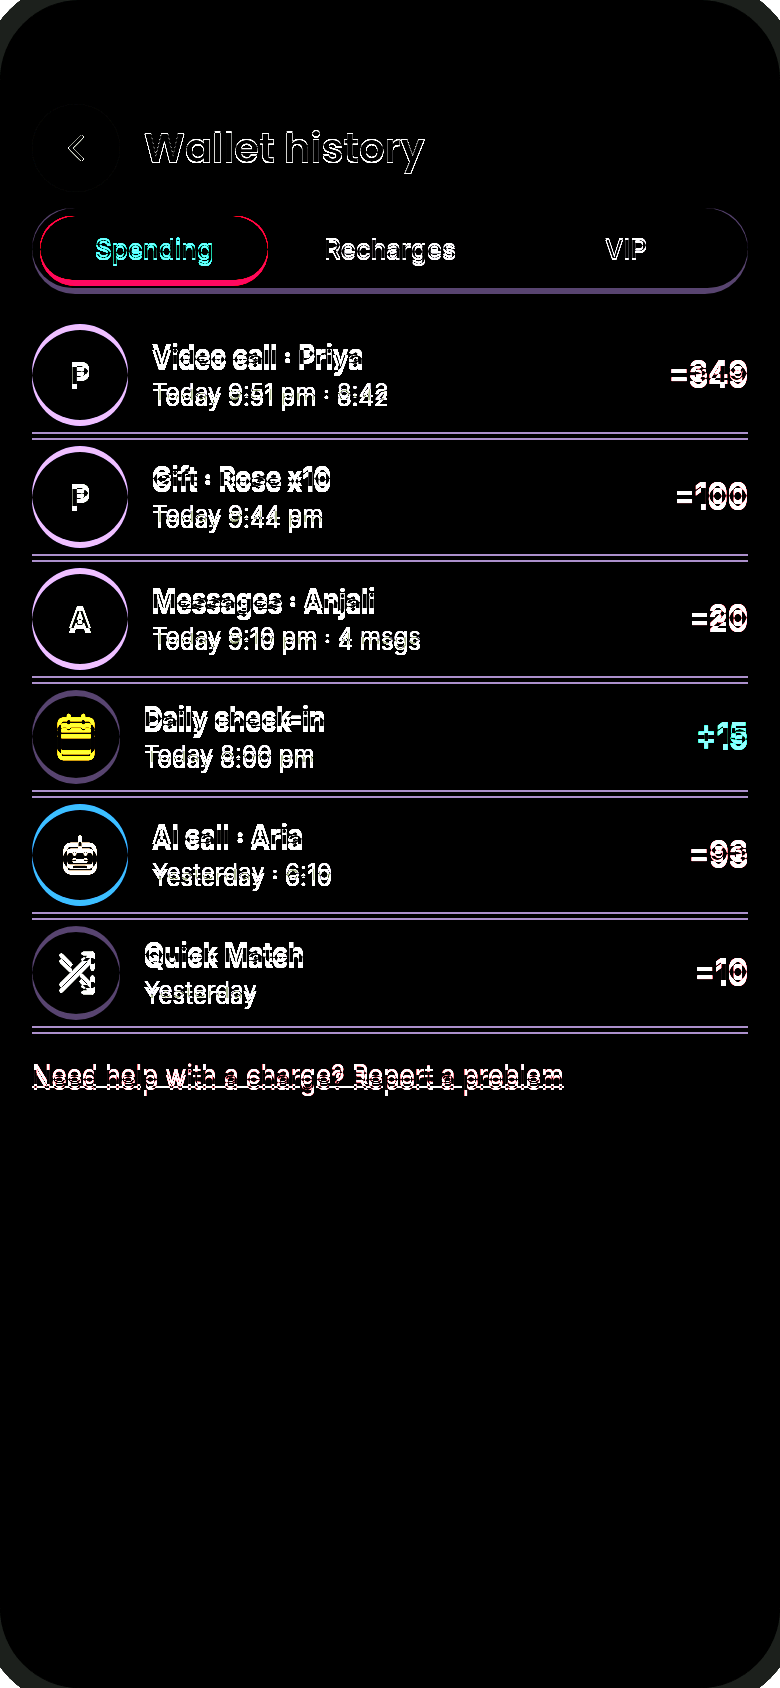 Wallet history
Spending
Recharges
VIP
P
Video call · Priya
Today 9:51 pm · 8:42
P
Gift · Rose x10
Today 9:44 pm
-100
A
Messages · Anjali
Today 9:10 pm · 4 msgs
-20
Daily check-in
Today 8:00 pm
+15
AI call · Aria
Yesterday · 6:10
Quick Match
Yesterday
-10
Need help with a charge? Report a problem